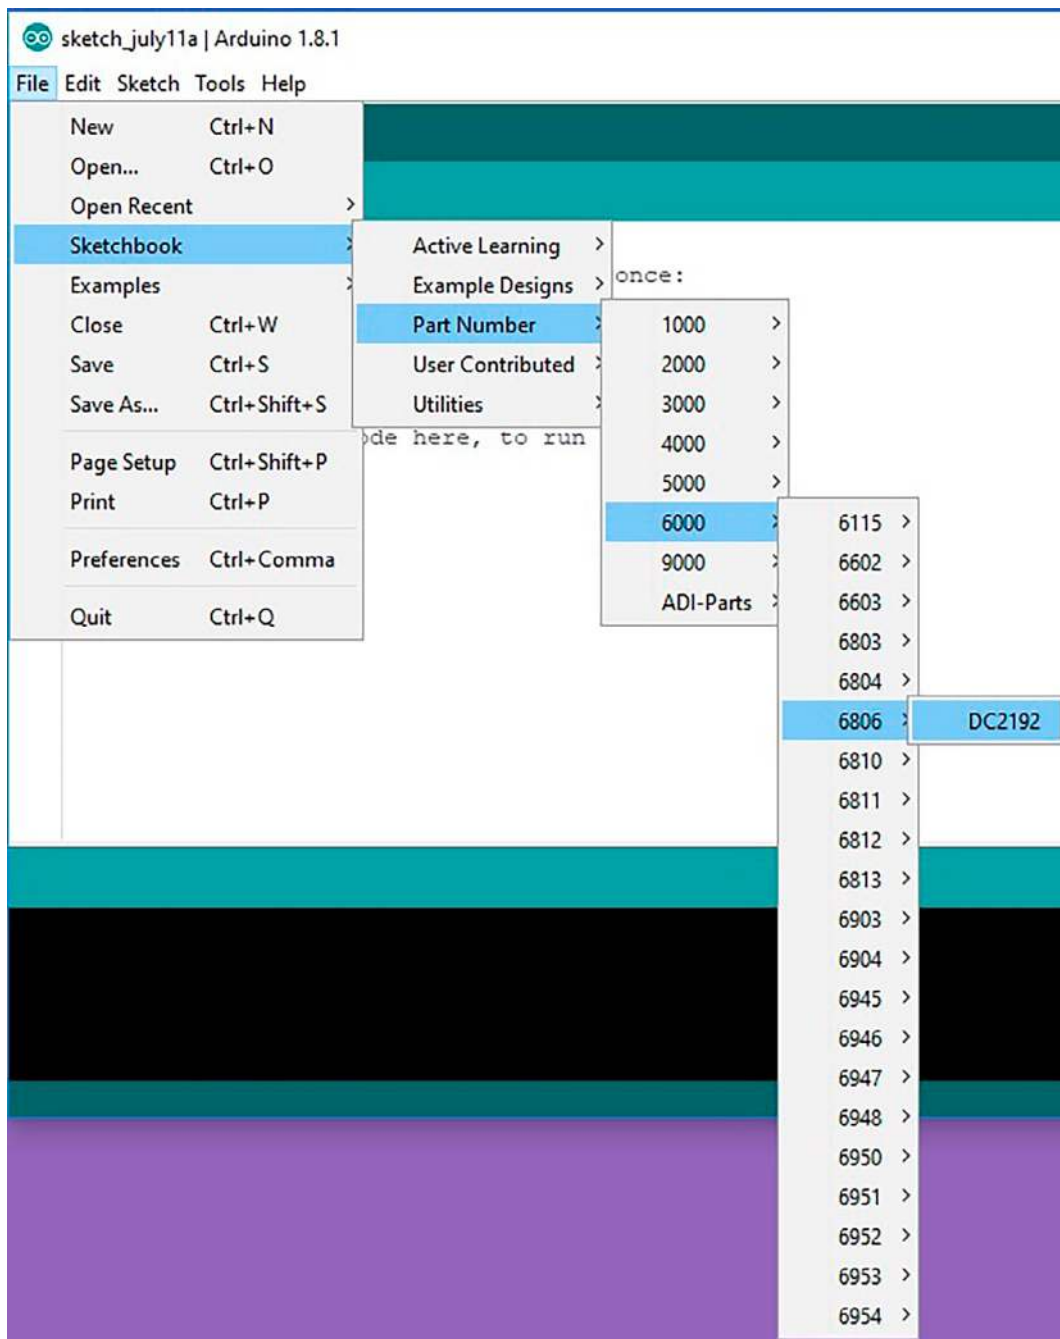 sketch_july11a | Arduino 1.8.1
File Edit Sketch Tools Help
New Ctrl+N
Open... Ctrl+O
Open Recent
Sketchbook
Examples
Close Ctrl+W
Save Ctrl+S
Save As... Ctrl+Shift+S
Page Setup Ctrl+Shift+P
Print Ctrl+P
Preferences Ctrl+Comma
Quit Ctrl+Q
Active Learning
Example Designs
Part Number
User Contributed
Utilities
once:
here, to run
1000
2000
3000
4000
5000
6000
9000
ADI-Parts
6115
6602
6603
6803
6804
6806
6810
6811
6812
6813
6903
6904
6945
6946
6947
6948
6950
6951
6952
6953
6954
DC2192